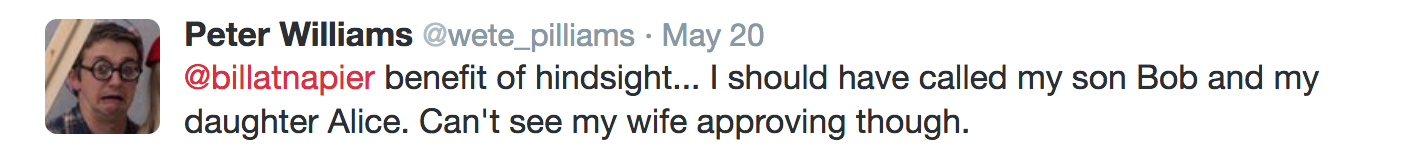 Peter Williams @wete_pilliams · May 20
@billatnapier benefit of hindsight... I should have called my son Bob and my
daughter Alice. Can't see my wife approving though.